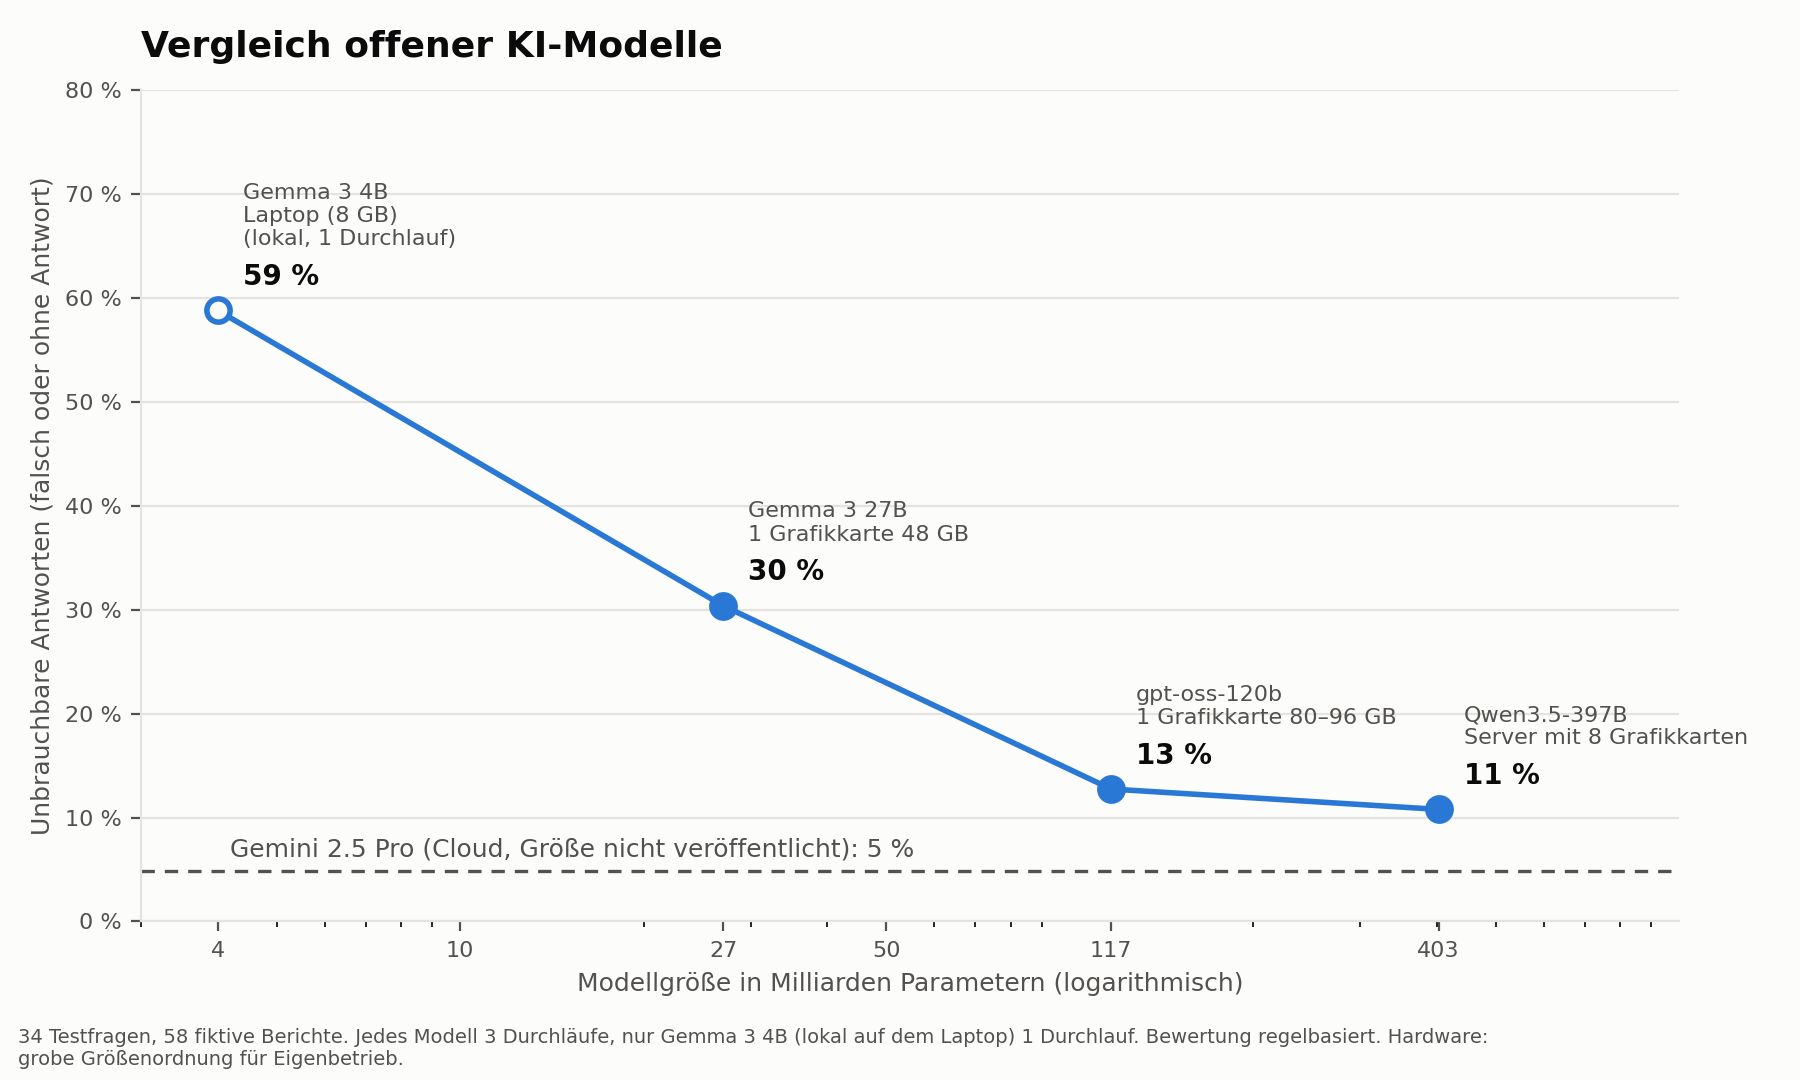 Vergleich offener KI-Modelle
Unbrauchbare Antworten (falsch oder ohne Antwort)
80 %
70 %
60 %
50 %
40 %
30 %
20 %
10 %
0 %
Gemma 3 4B
Laptop (8 GB)
(lokal, 1 Durchlauf)
59 %
Gemma 3 27B
1 Grafikkarte 48 GB
30 %
gpt-oss-120b
1 Grafikkarte 80–96 GB
13 %
Qwen3.5-397B
Server mit 8 Grafikkarten
11 %
Gemini 2.5 Pro (Cloud, Größe nicht veröffentlicht): 5 %
4 10 27 50 117 403
Modellgröße in Milliarden Parametern (logarithmisch)
34 Testfragen, 58 fiktive Berichte. Jedes Modell 3 Durchläufe, nur Gemma 3 4B (lokal auf dem Laptop) 1 Durchlauf. Bewertung regelbasiert. Hardware:
grobe Größenordnung für Eigenbetrieb.